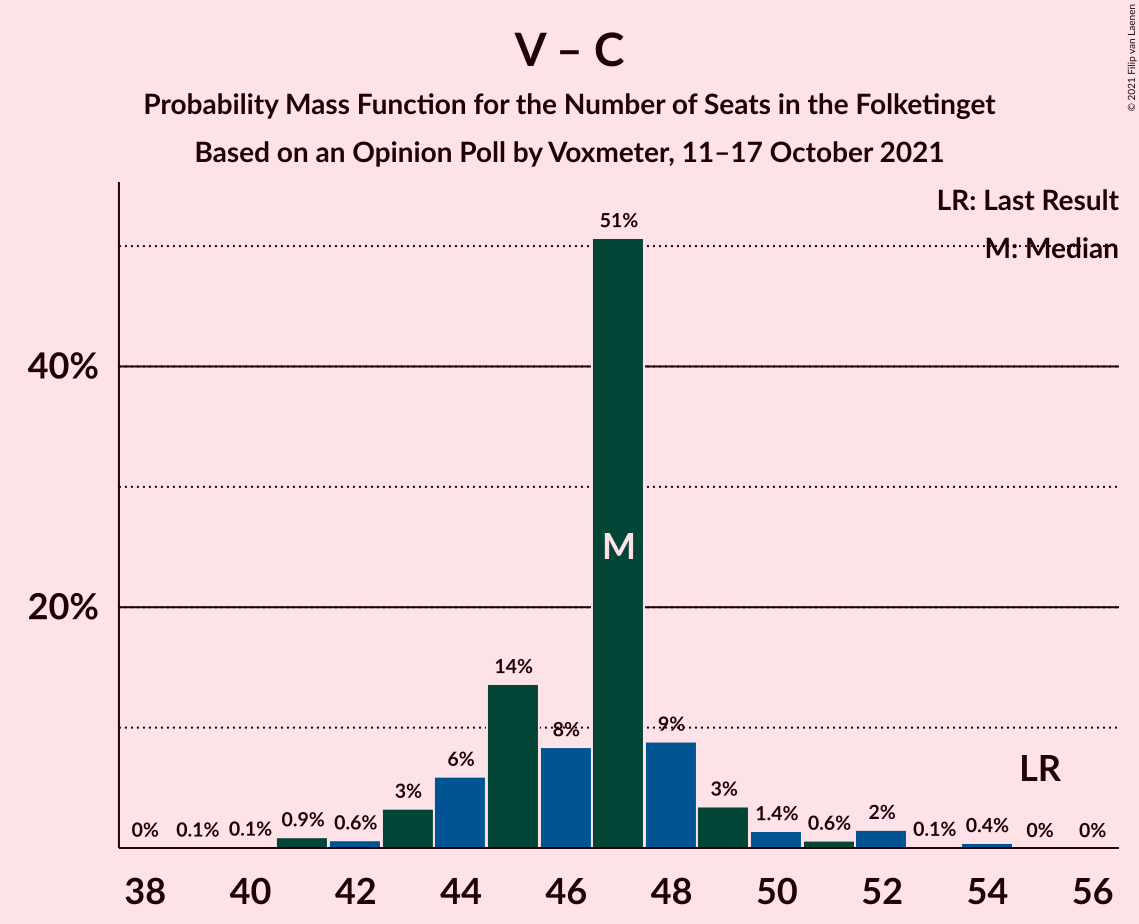 V – C
Probability Mass Function for the Number of Seats in the Folketinget
Based on an Opinion Poll by Voxmeter, 11–17 October 2021
© 2021 Filip van Laenen
LR: Last Result
M: Median
51%
40%
M
20%
14%
8%
9%
6%
LR
3%
3%
0%
0.1%
0.1%
0.9%
0.6%
1.4%
0.6%
2%
0.1%
0.4%
0%
0%
38 40 42 44 46 48 50 52 54 56